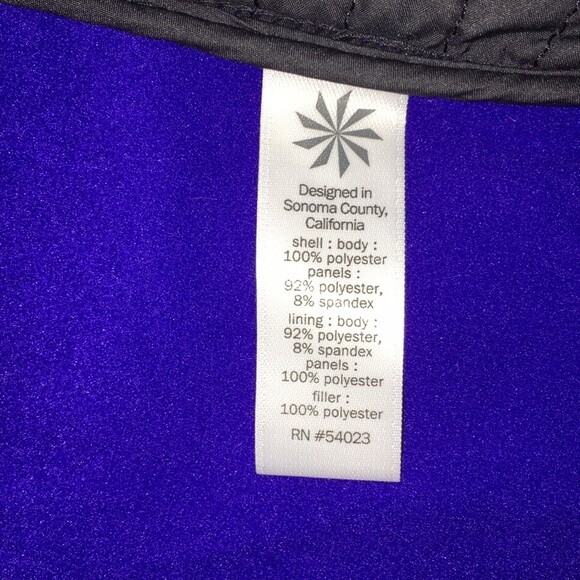 Designed in
Sonoma County,
California
shell : body :
100% polyester
panels :
92% polyester,
8% spandex
lining : body :
92% polyester,
8% spandex
panels :
100% polyester
filler :
100% polyester
RN #54023